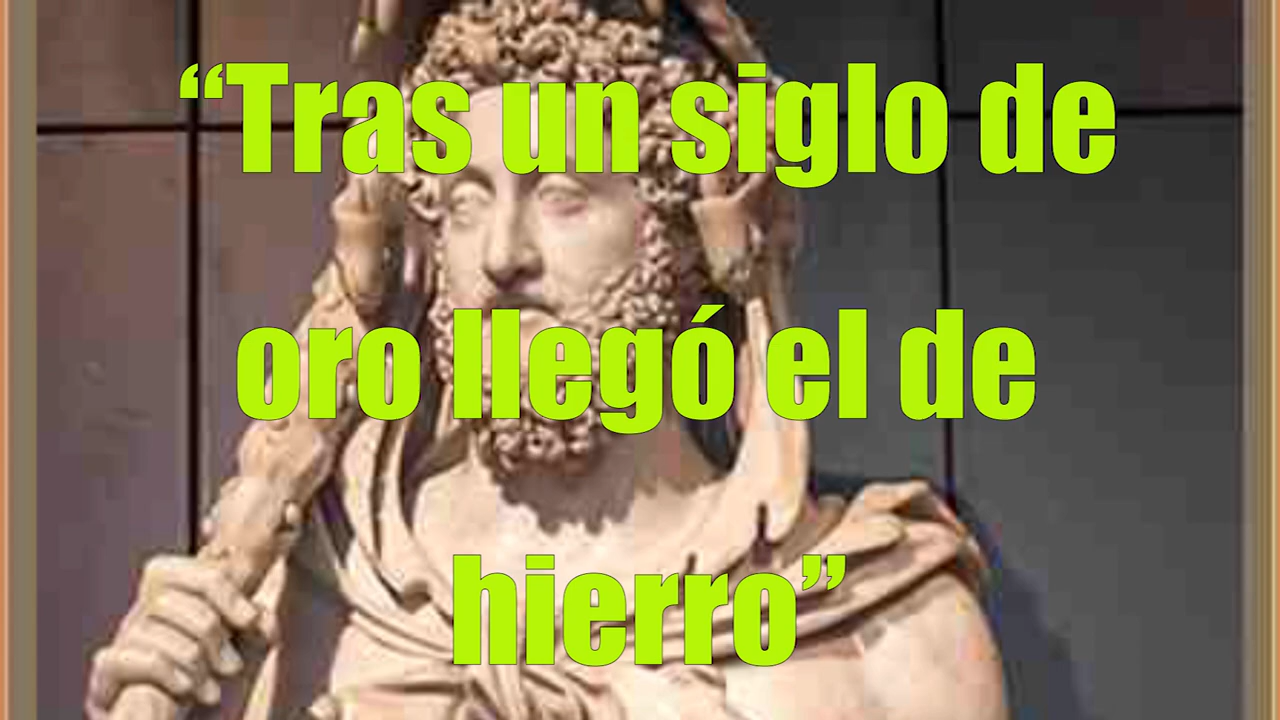 “Tras un siglo de
oro llegó el de
hierro”